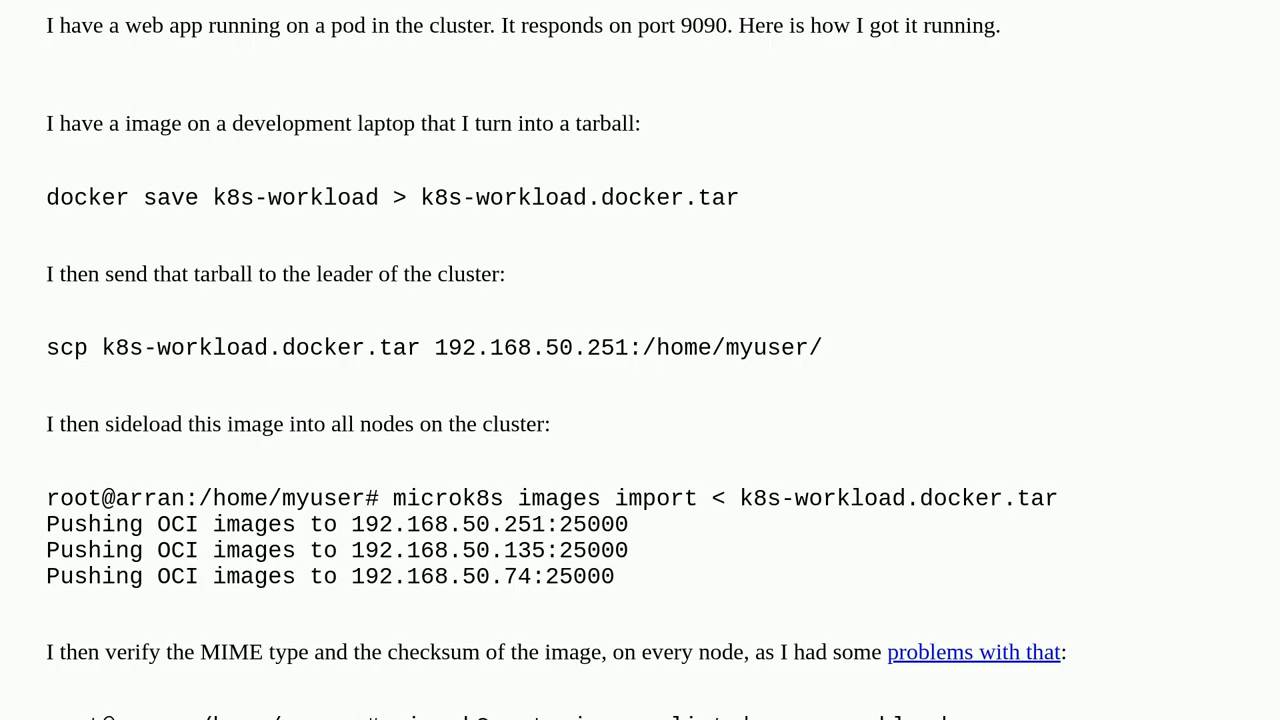 I have a web app running on a pod in the cluster. It responds on port 9090. Here is how I got it running.
I have a image on a development laptop that I turn into a tarball:
docker save k8s-workload > k8s-workload.docker.tar
I then send that tarball to the leader of the cluster:
scp k8s-workload.docker.tar 192.168.50.251:/home/myuser/
I then sideload this image into all nodes on the cluster:
root@arran:/home/myuser# microk8s images import < k8s-workload.docker.tar
Pushing OCI images to 192.168.50.251:25000
Pushing OCI images to 192.168.50.135:25000
Pushing OCI images to 192.168.50.74:25000
I then verify the MIME type and the checksum of the image, on every node, as I had some problems with that: